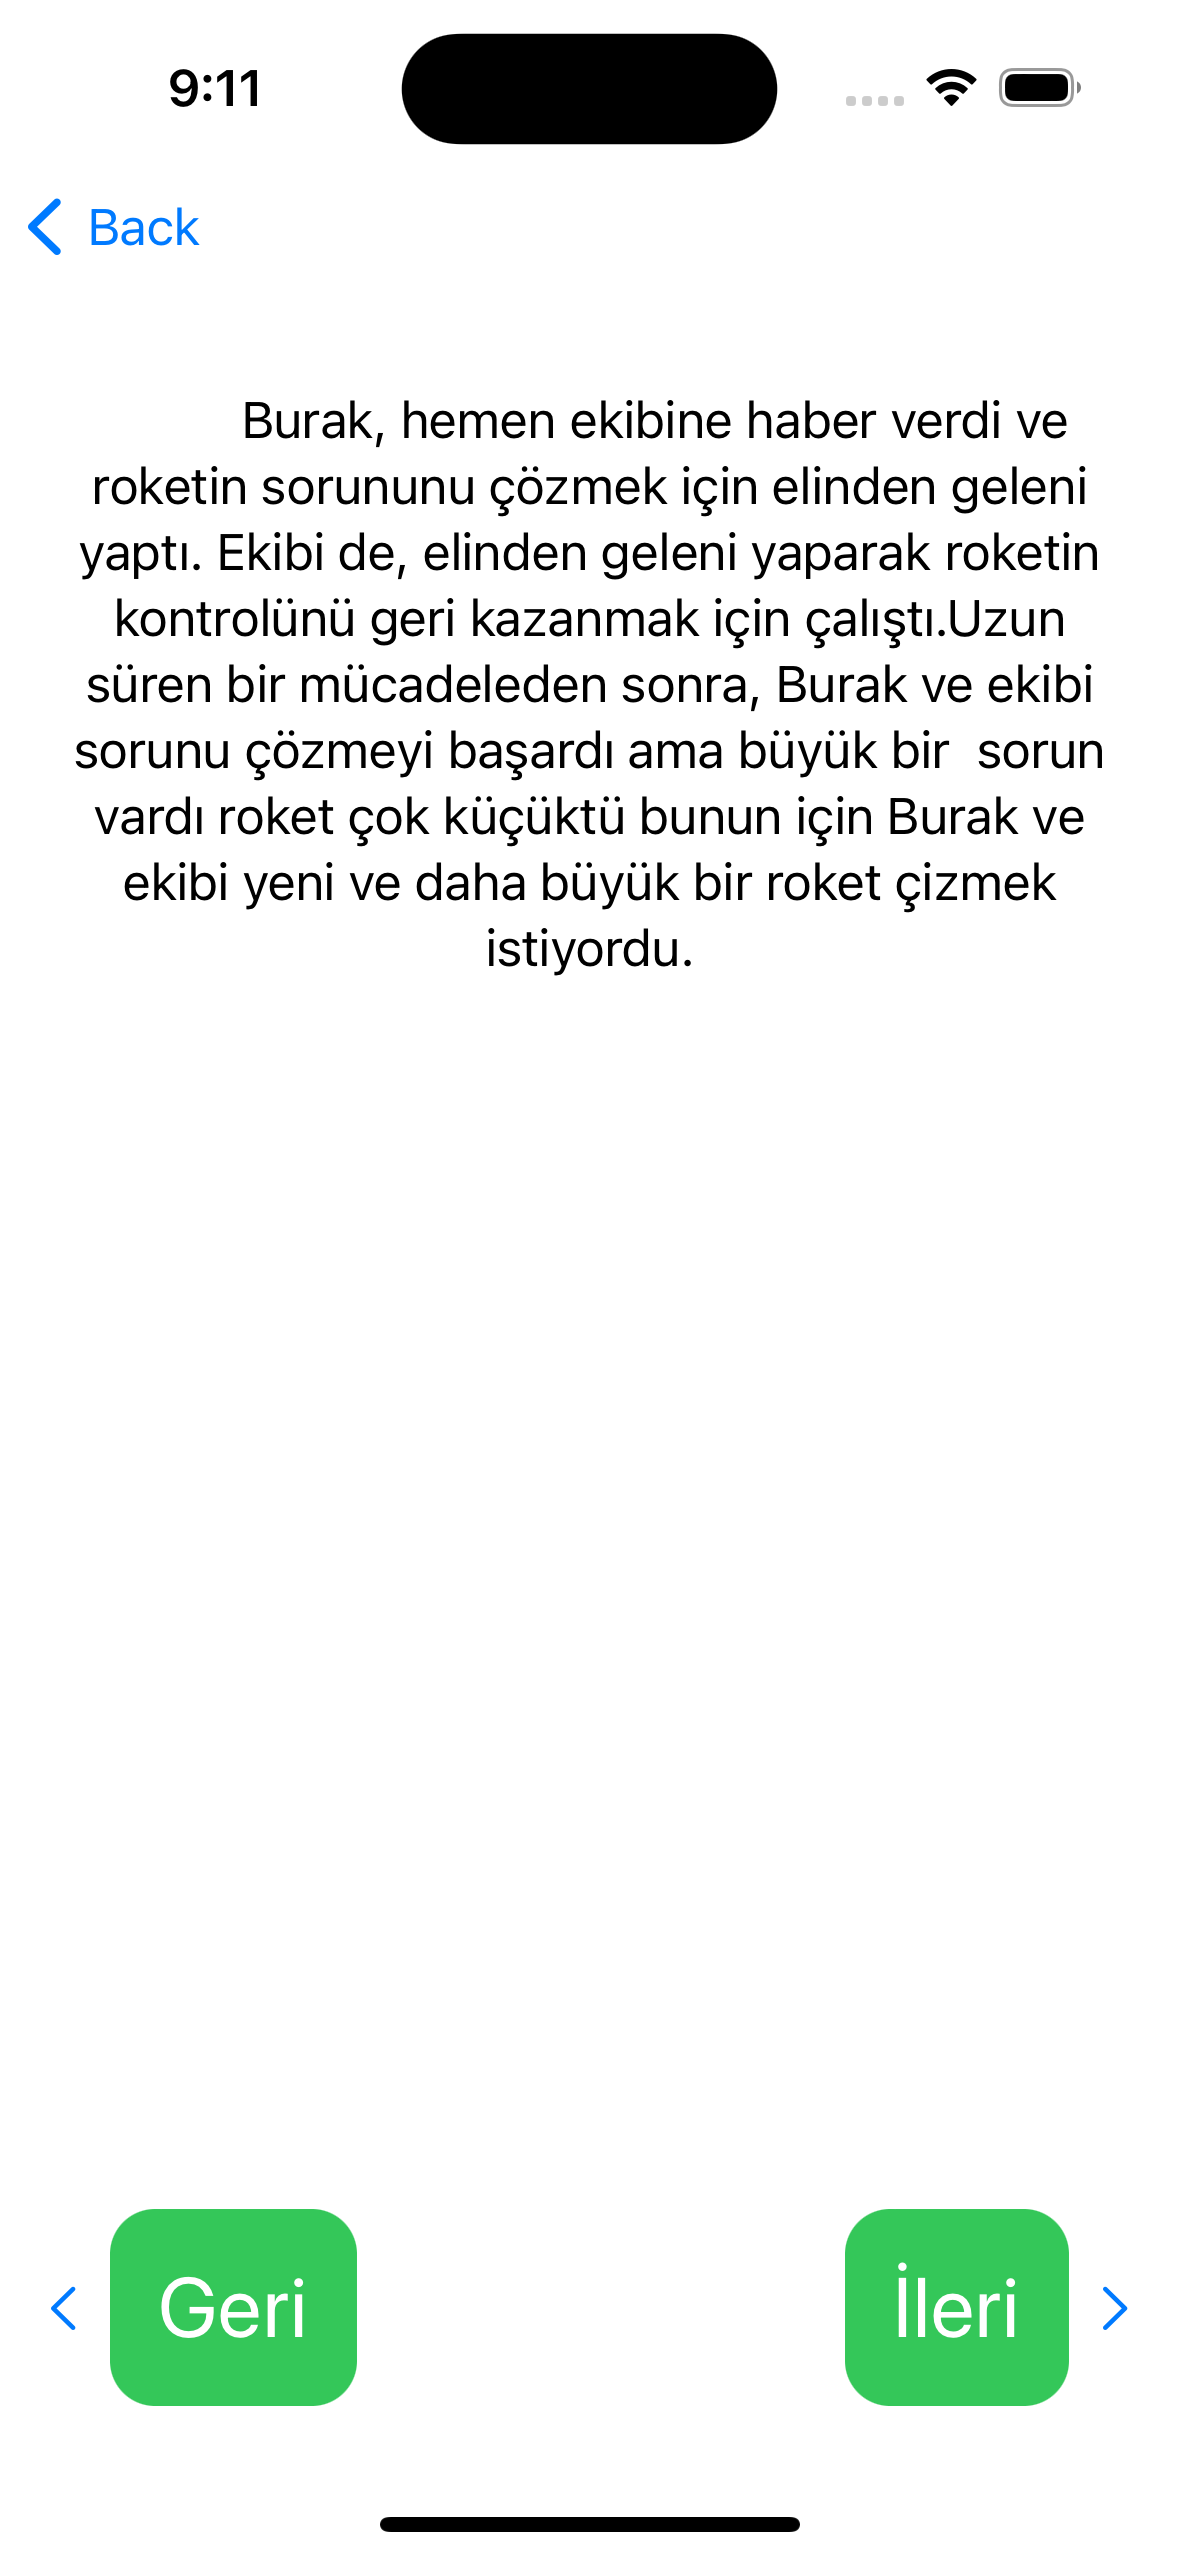 9:11
Back
Burak, hemen ekibine haber verdi ve
roketin sorununu çözmek için elinden geleni
yaptı. Ekibi de, elinden geleni yaparak roketin
kontrolünü geri kazanmak için çalıştı.Uzun
süren bir mücadeleden sonra, Burak ve ekibi
sorunu çözmeyi başardı ama büyük bir  sorun
vardı roket çok küçüktü bunun için Burak ve
ekibi yeni ve daha büyük bir roket çizmek
istiyordu.
Geri
İleri